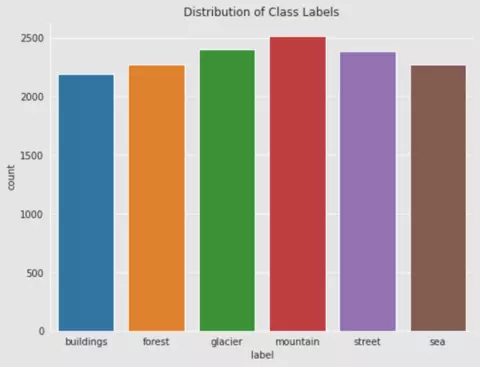 Distribution of Class Labels
2500
2000
1500
1000
500
0
count
buildings forest glacier mountain street sea
label